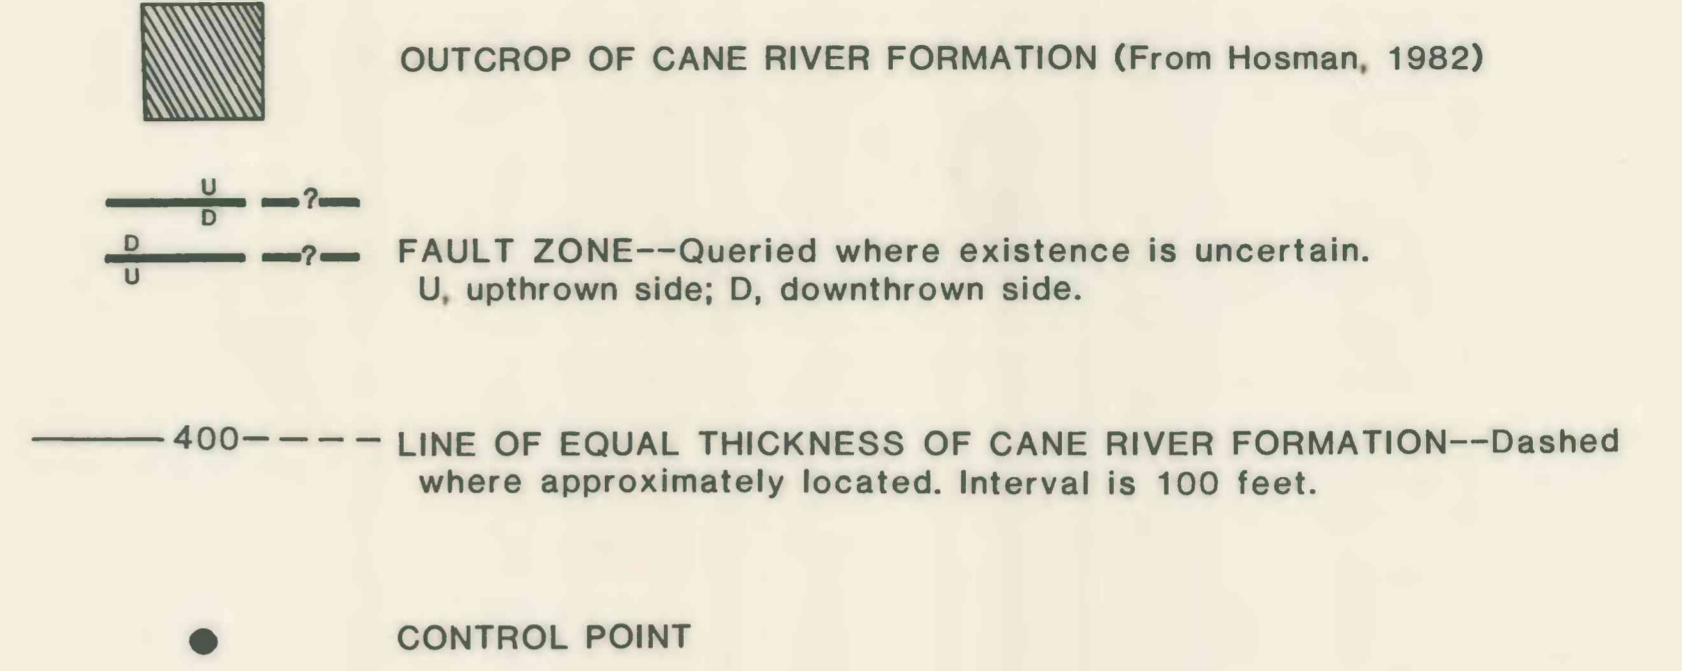 OUTCROP OF CANE RIVER FORMATION (From Hosman, 1982)
U
D
?
D
U
?
FAULT ZONE--Queried where existence is uncertain.
U, upthrown side; D, downthrown side.
400
LINE OF EQUAL THICKNESS OF CANE RIVER FORMATION--Dashed
where approximately located. Interval is 100 feet.
CONTROL POINT